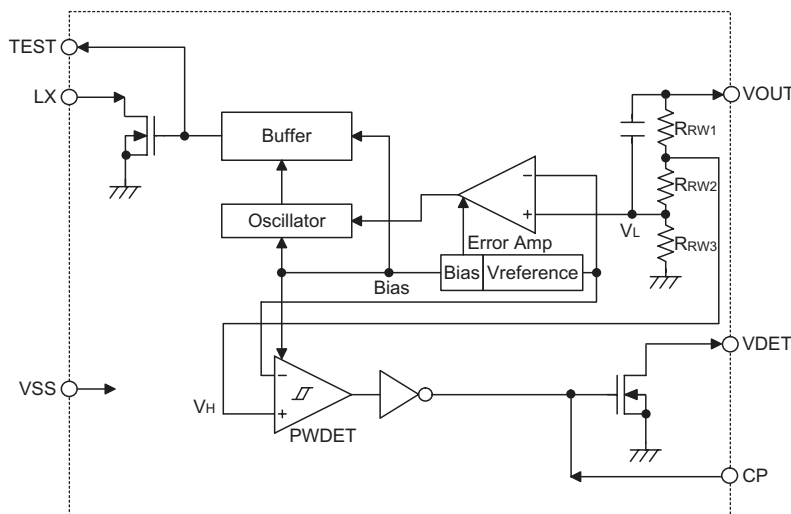 TEST
LX
VOUT
Buffer
RRW1
RRW2
Oscillator
-
+
VL
RRW3
Error Amp
Bias
Vreference
Bias
VDET
VSS
-
VH
+
PWDET
CP